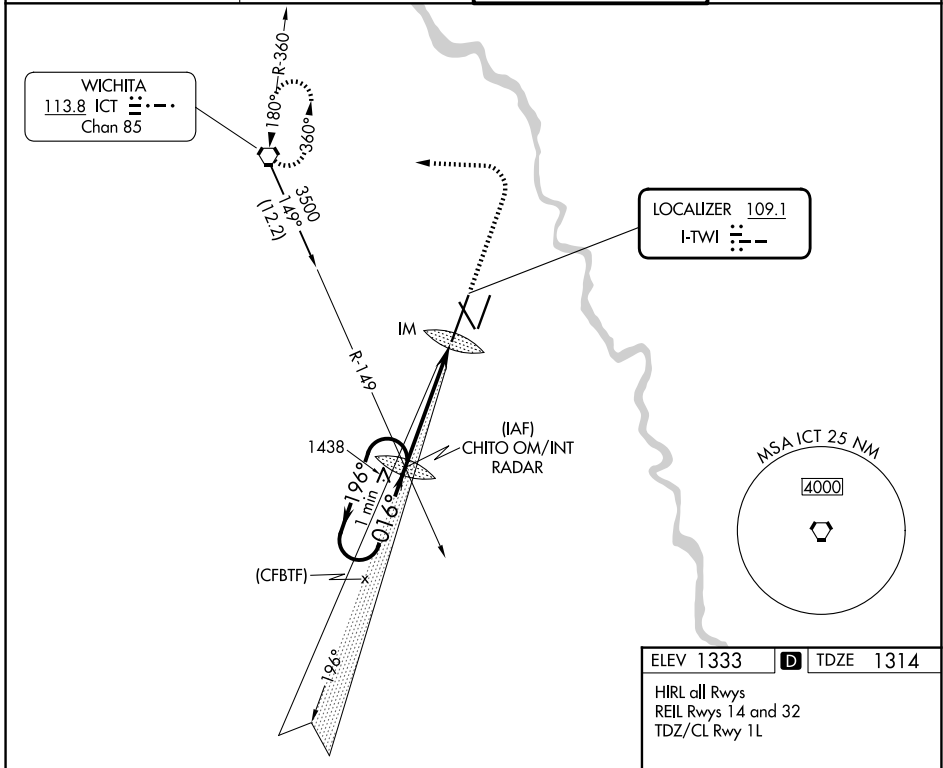 WICHITA
113.8 ICT
Chan 85
R-360
180°
360°
3500
149°
(12.2)
R-149
LOCALIZER 109.1
I-TWI
IM
(IAF)
CHITO OM/INT
RADAR
1438
196°
1 min
016°
(CFBTF)
x
196°
MSA ICT 25 NM
4000
ELEV 1333 D TDZE 1314
HIRL all Rwys
REIL Rwys 14 and 32
TDZ/CL Rwy 1L